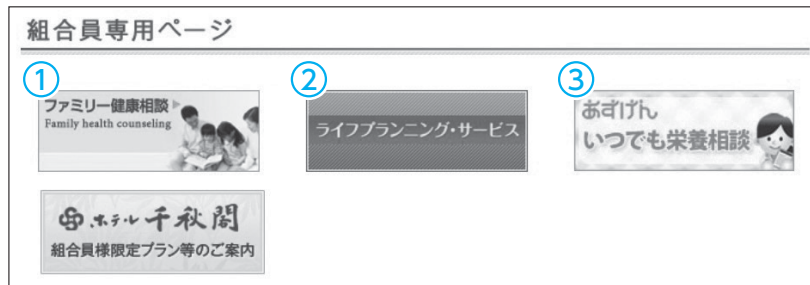 組合員専用ページ
①
ファミリー健康相談
Family health counseling
②
ライフプランニング・サービス
③
あすけん
いつでも栄養相談
ホテル千秋閣
組合員様限定プラン等のご案内